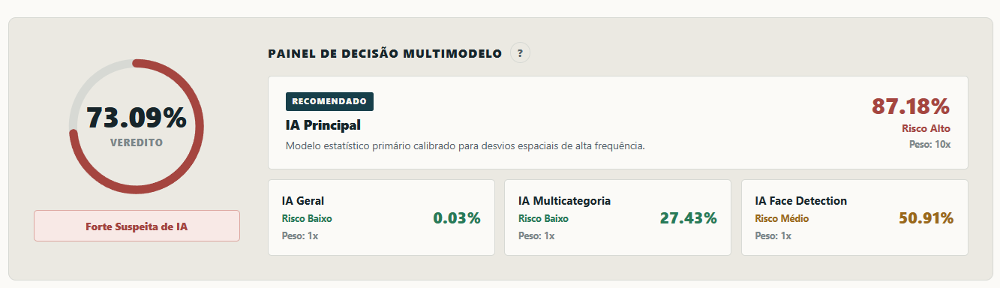 73.09%
VEREDITO
Forte Suspeita de IA
PAINEL DE DECISÃO MULTIMODELO ?
RECOMENDADO
IA Principal
Modelo estatístico primário calibrado para desvios espaciais de alta frequência.
87.18%
Risco Alto
Peso: 10x
IA Geral
Risco Baixo
Peso: 1x
0.03%
IA Multicategoria
Risco Baixo
Peso: 1x
27.43%
IA Face Detection
Risco Médio
Peso: 1x
50.91%